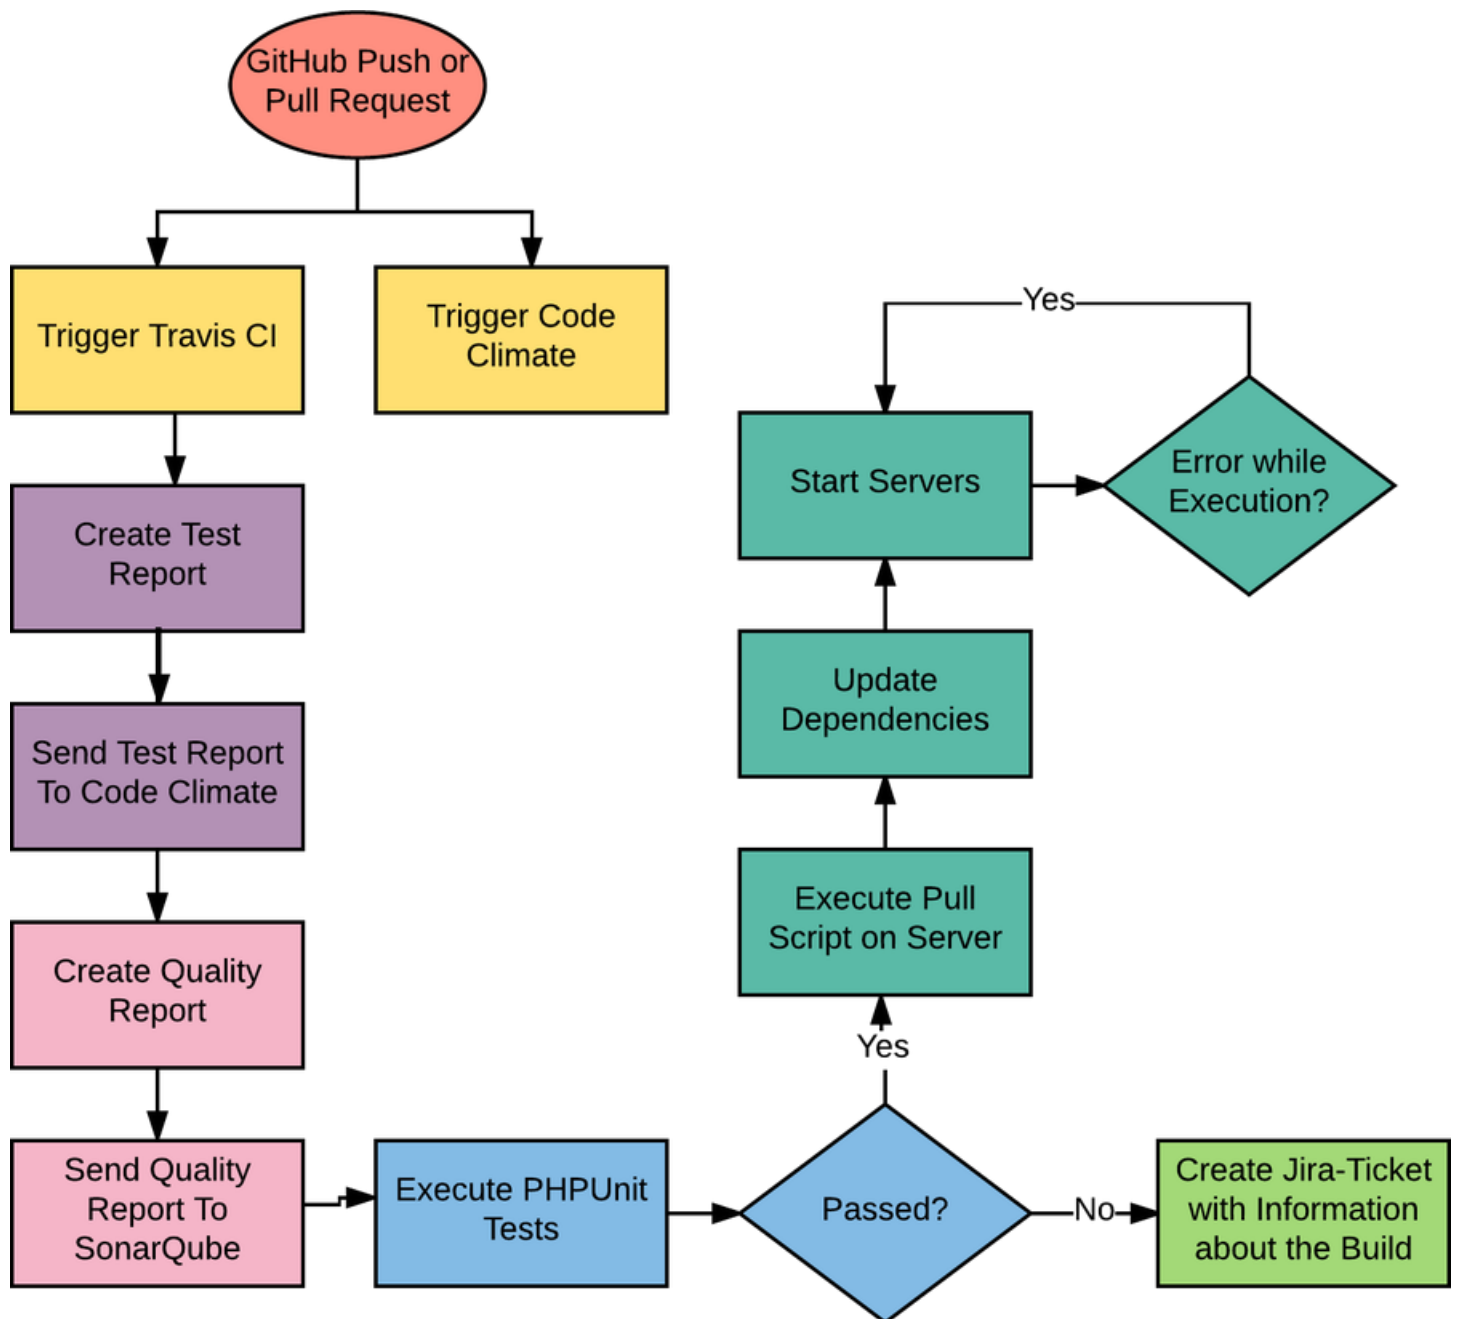 GitHub Push or
Pull Request
Trigger Travis CI
Trigger Code
Climate
Yes
Start Servers
Error while
Execution?
Create Test
Report
Update
Dependencies
Send Test Report
To Code Climate
Execute Pull
Script on Server
Create Quality
Report
Yes
Send Quality
Report To
SonarQube
Execute PHPUnit
Tests
Passed?
No
Create Jira-Ticket
with Information
about the Build